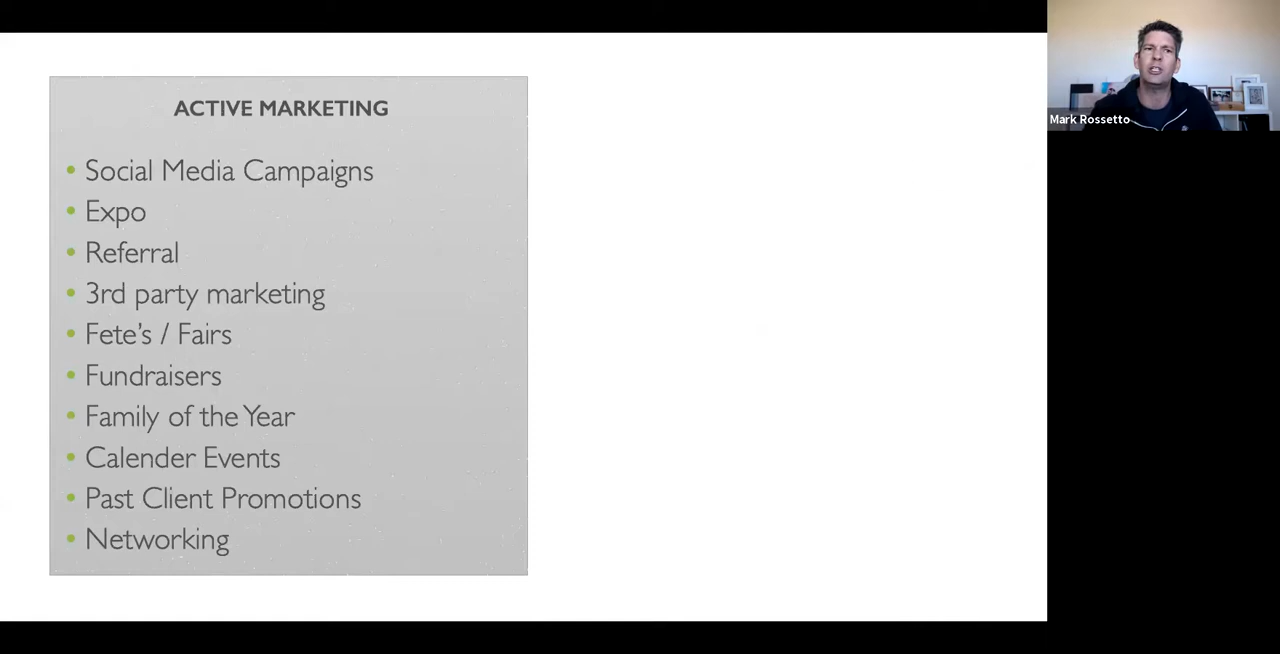 ACTIVE MARKETING
• Social Media Campaigns
• Expo
• Referral
• 3rd party marketing
• Fete's / Fairs
• Fundraisers
• Family of the Year
• Calender Events
• Past Client Promotions
• Networking
Mark Rossetto